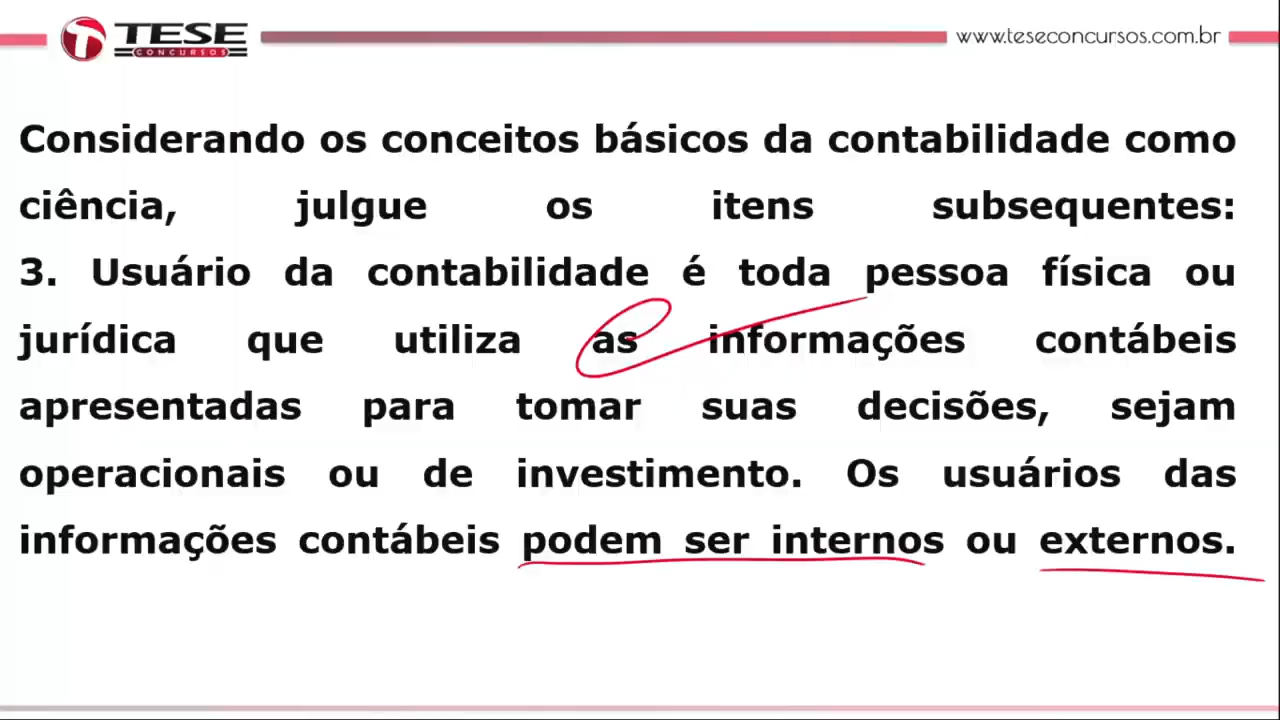 TESE
CONCURSOS
www.teseconcursos.com.br
Considerando os conceitos básicos da contabilidade como
ciência, julgue os itens subsequentes:
3. Usuário da contabilidade é toda pessoa física ou
jurídica que utiliza as informações contábeis
apresentadas para tomar suas decisões, sejam
operacionais ou de investimento. Os usuários das
informações contábeis podem ser internos ou externos.